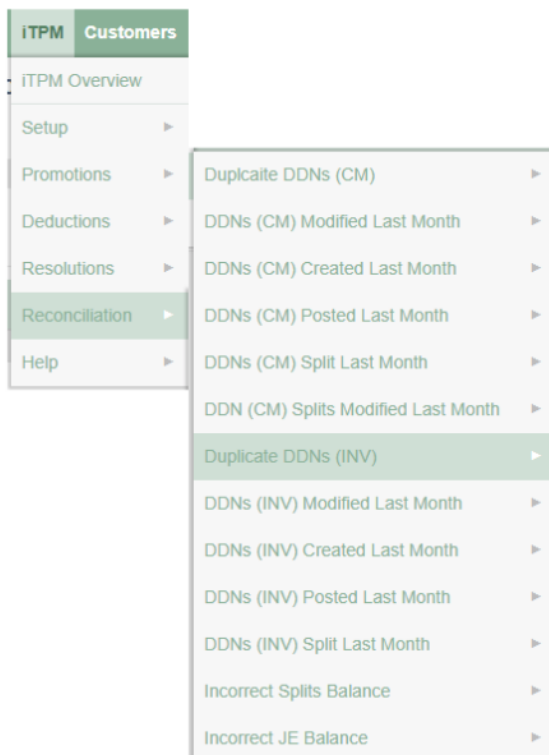 iTPM Customers
iTPM Overview
Setup
Promotions
Deductions
Resolutions
Reconciliation
Help
Duplcaite DDNs (CM)
DDNs (CM) Modified Last Month
DDNs (CM) Created Last Month
DDNs (CM) Posted Last Month
DDNs (CM) Split Last Month
DDN (CM) Splits Modified Last Month
Duplicate DDNs (INV)
DDNs (INV) Modified Last Month
DDNs (INV) Created Last Month
DDNs (INV) Posted Last Month
DDNs (INV) Split Last Month
Incorrect Splits Balance
Incorrect JE Balance